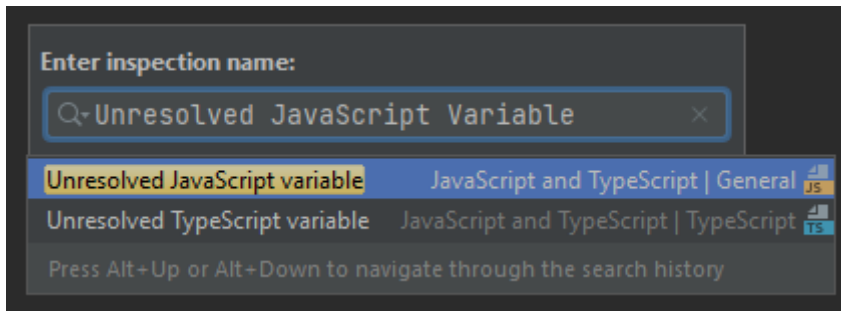 Enter inspection name:
Unresolved JavaScript Variable
Unresolved JavaScript variable JavaScript and TypeScript | General JS
Unresolved TypeScript variable JavaScript and TypeScript | TypeScript TS
Press Alt+Up or Alt+Down to navigate through the search history